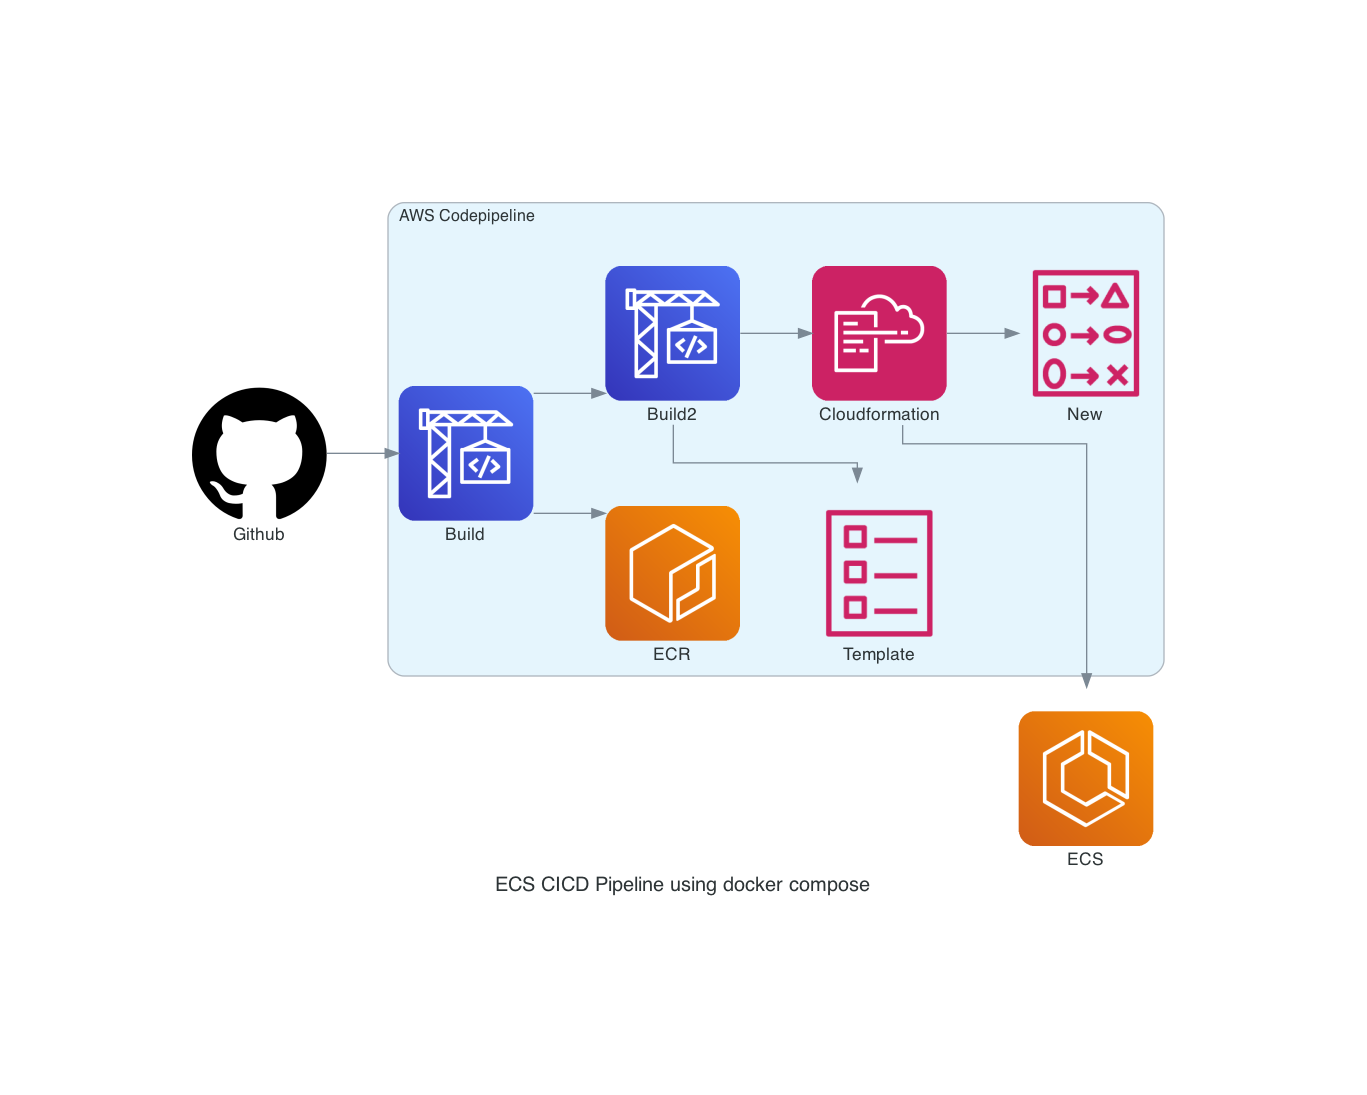 AWS Codepipeline
Build2
Cloudformation
New
Github
Build
ECR
Template
ECS
ECS CICD Pipeline using docker compose